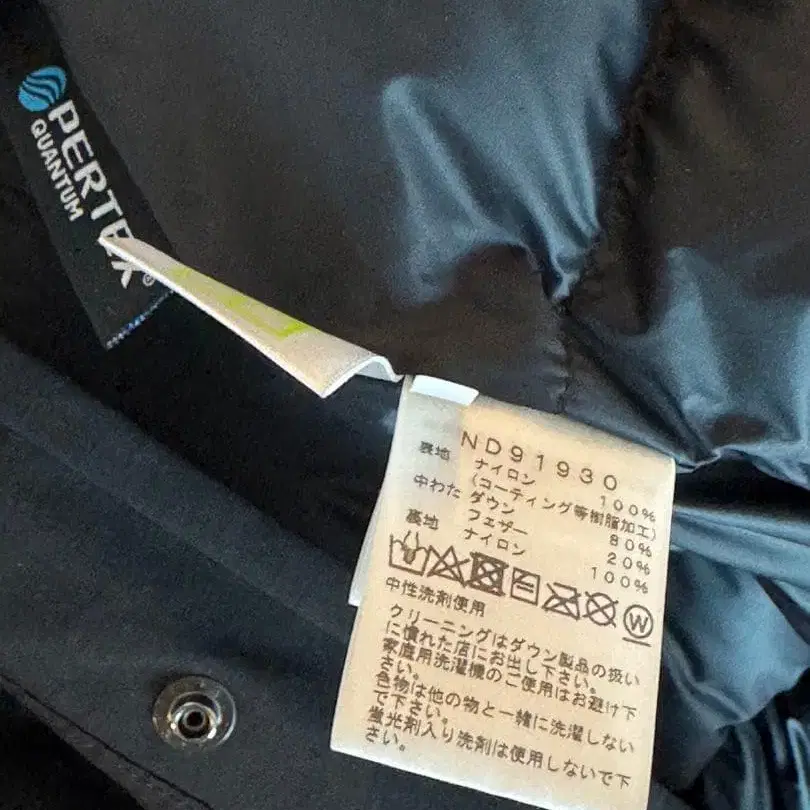 PERTEX®
QUANTUM
ND91930
表地 ナイロン 100%
(コーティング等樹脂加工)
中わた ダウン 80%
フェザー 20%
裏地 ナイロン 100%
W
中性洗剤使用
クリーニングはダウン製品の扱い
に慣れた店にお出し下さい。
家庭用洗濯機のご使用はお避け下
さい。
色物は他の物と一緒に洗濯しない
で下さい。
蛍光剤入り洗剤は使用しないで下
さい。